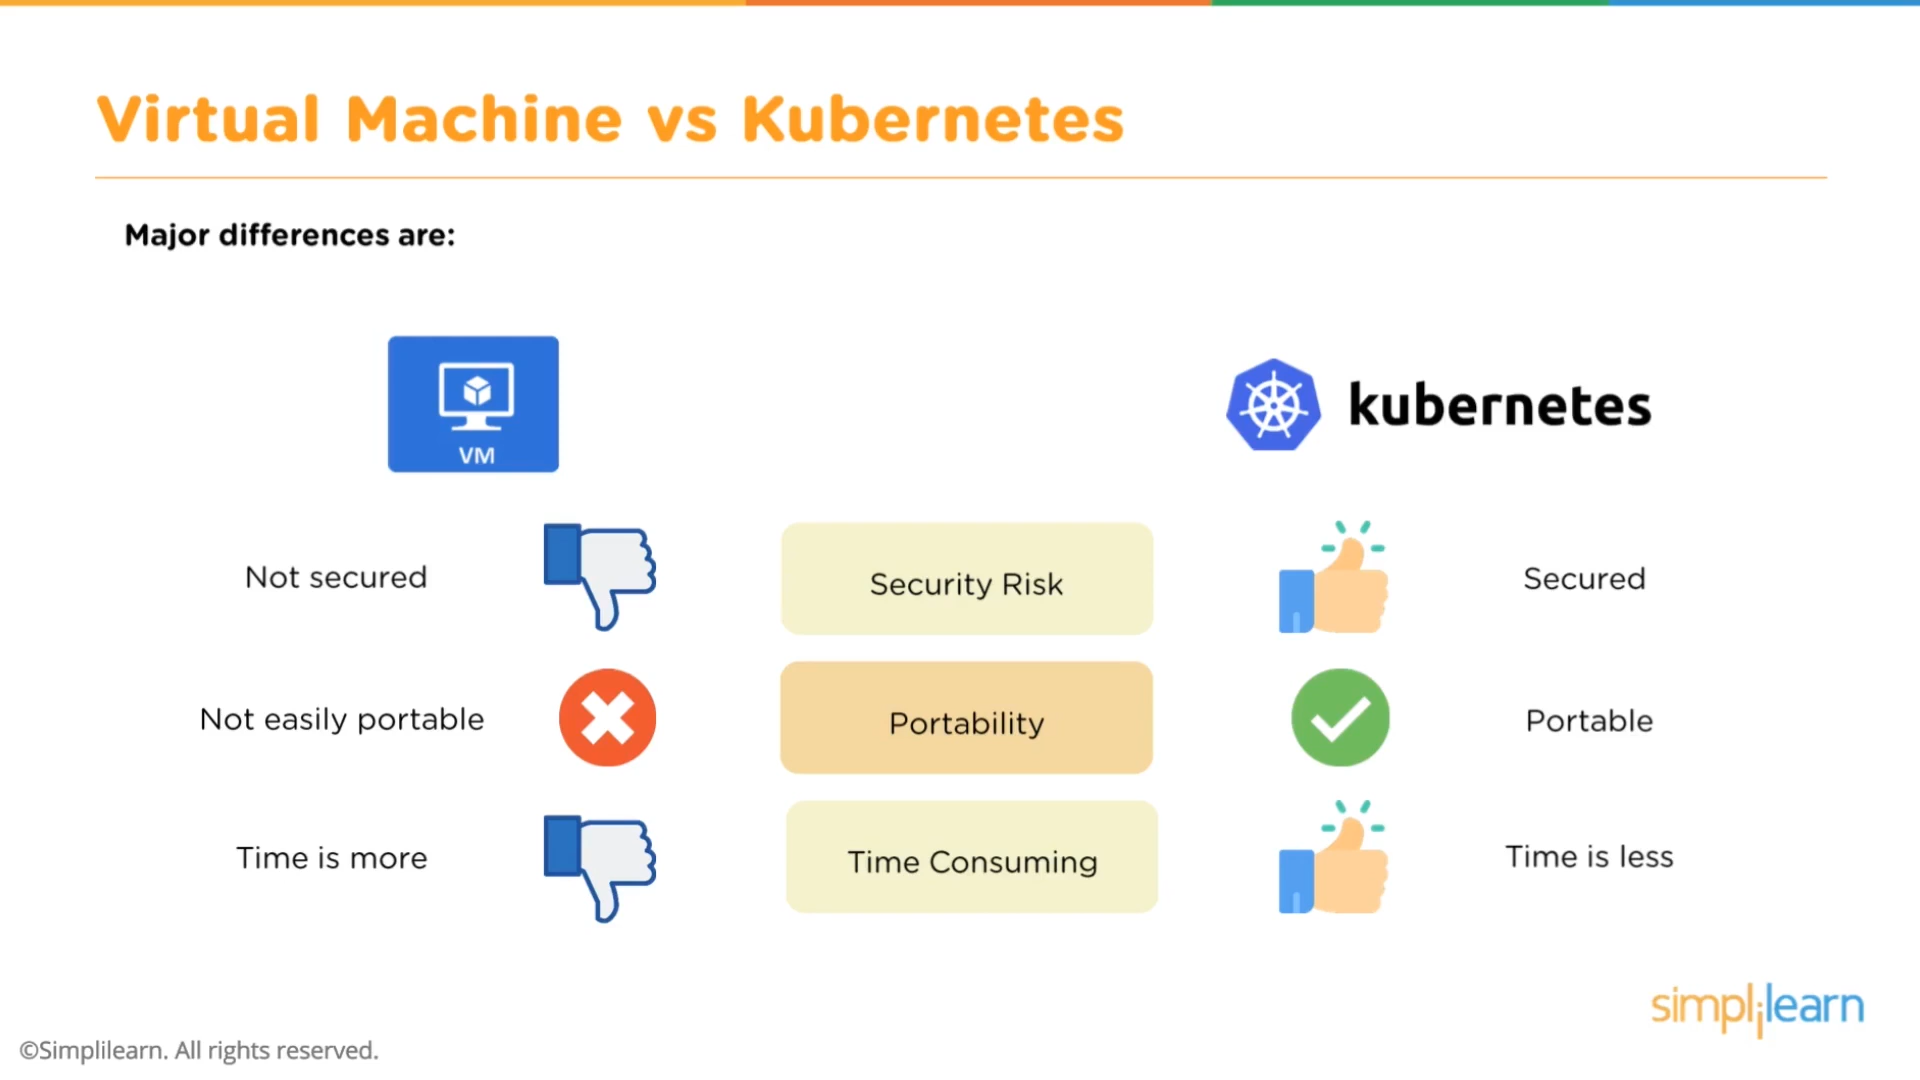 Virtual Machine vs Kubernetes
Major differences are:
VM
kubernetes
Not secured
Security Risk
Secured
Not easily portable
Portability
Portable
Time is more
Time Consuming
Time is less
simplilearn
©Simplilearn. All rights reserved.